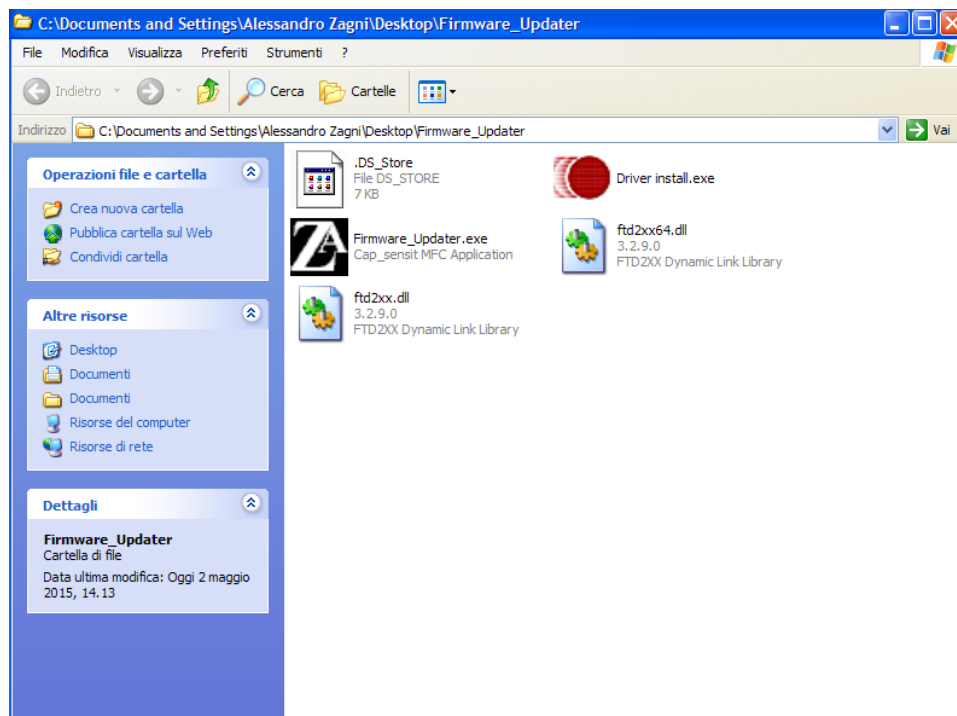 C:\Documents and Settings\Alessandro Zagni\Desktop\Firmware_Updater
File Modifica Visualizza Preferiti Strumenti ?
Indietro Cerca Cartelle
Indirizzo C:\Documents and Settings\Alessandro Zagni\Desktop\Firmware_Updater Vai
Operazioni file e cartella
Crea nuova cartella
Pubblica cartella sul Web
Condividi cartella
Altre risorse
Desktop
Documenti
Documenti
Risorse del computer
Risorse di rete
Dettagli
Firmware_Updater
Cartella di file
Data ultima modifica: Oggi 2 maggio
2015, 14.13
.DS_Store
File DS_STORE
7 KB
Driver install.exe
Firmware_Updater.exe
Cap_sensit MFC Application
ftd2xx64.dll
3.2.9.0
FTD2XX Dynamic Link Library
ftd2xx.dll
3.2.9.0
FTD2XX Dynamic Link Library